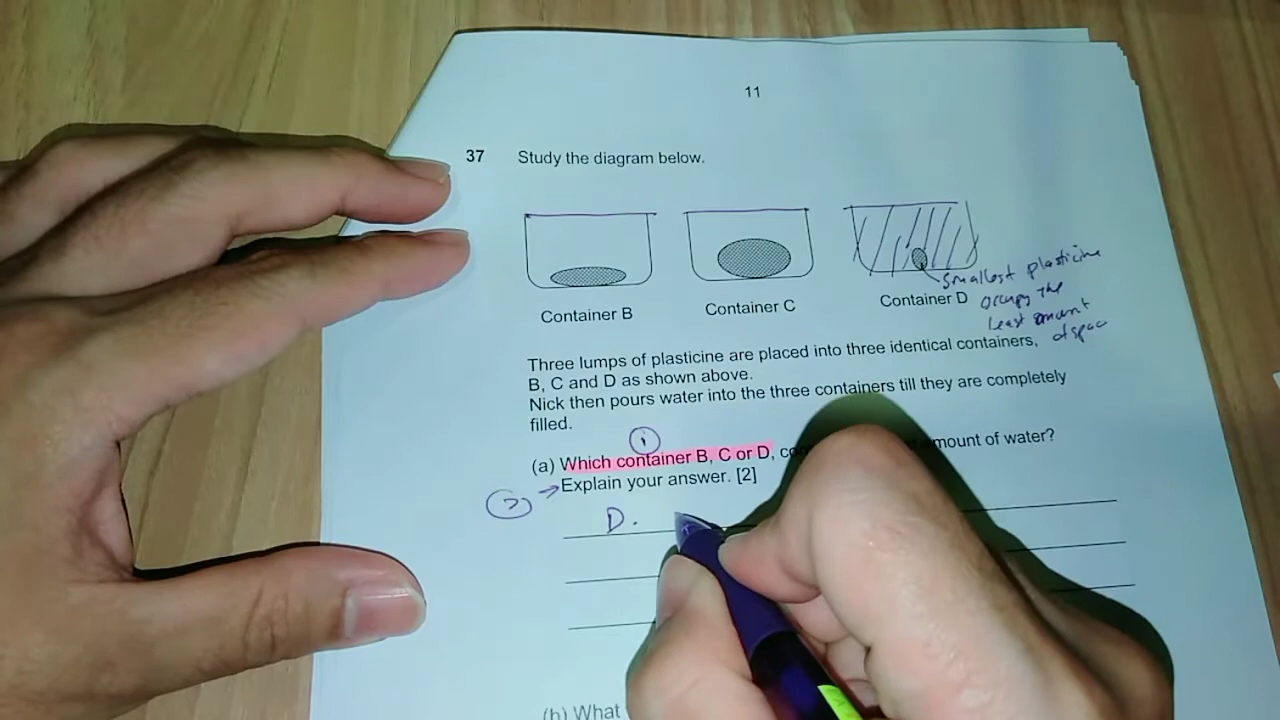 11
37 Study the diagram below.
Container B
Container C
Container D
smallest plasticine
occupy the
least amount
of spac
Three lumps of plasticine are placed into three identical containers,
B, C and D as shown above.
Nick then pours water into the three containers till they are completely
filled.
(a) Which container B, C or D, amount of water?
Explain your answer. [2]
D.
(b) What